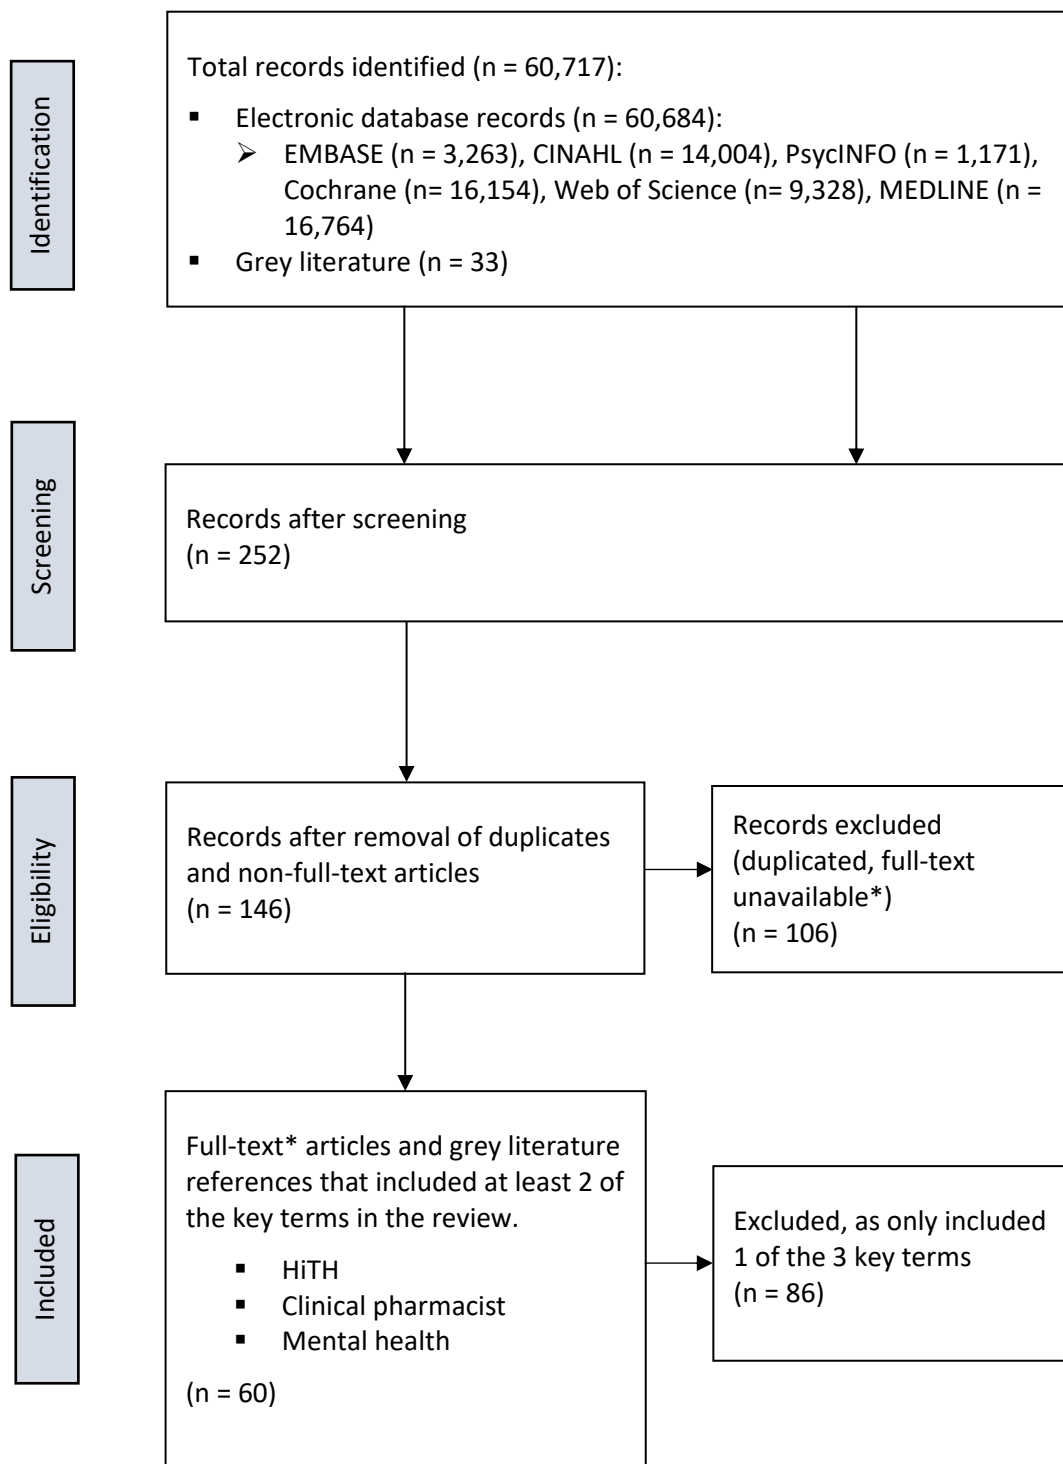 Identification
Total records identified (n = 60,717):
▪ Electronic database records (n = 60,684):
➢ EMBASE (n = 3,263), CINAHL (n = 14,004), PsycINFO (n = 1,171),
Cochrane (n= 16,154), Web of Science (n= 9,328), MEDLINE (n =
16,764)
▪ Grey literature (n = 33)
Screening
Records after screening
(n = 252)
Eligibility
Records after removal of duplicates
and non-full-text articles
(n = 146)
Records excluded
(duplicated, full-text
unavailable*)
(n = 106)
Included
Full-text* articles and grey literature
references that included at least 2 of
the key terms in the review.
▪ HiTH
▪ Clinical pharmacist
▪ Mental health
(n = 60)
Excluded, as only included
1 of the 3 key terms
(n = 86)